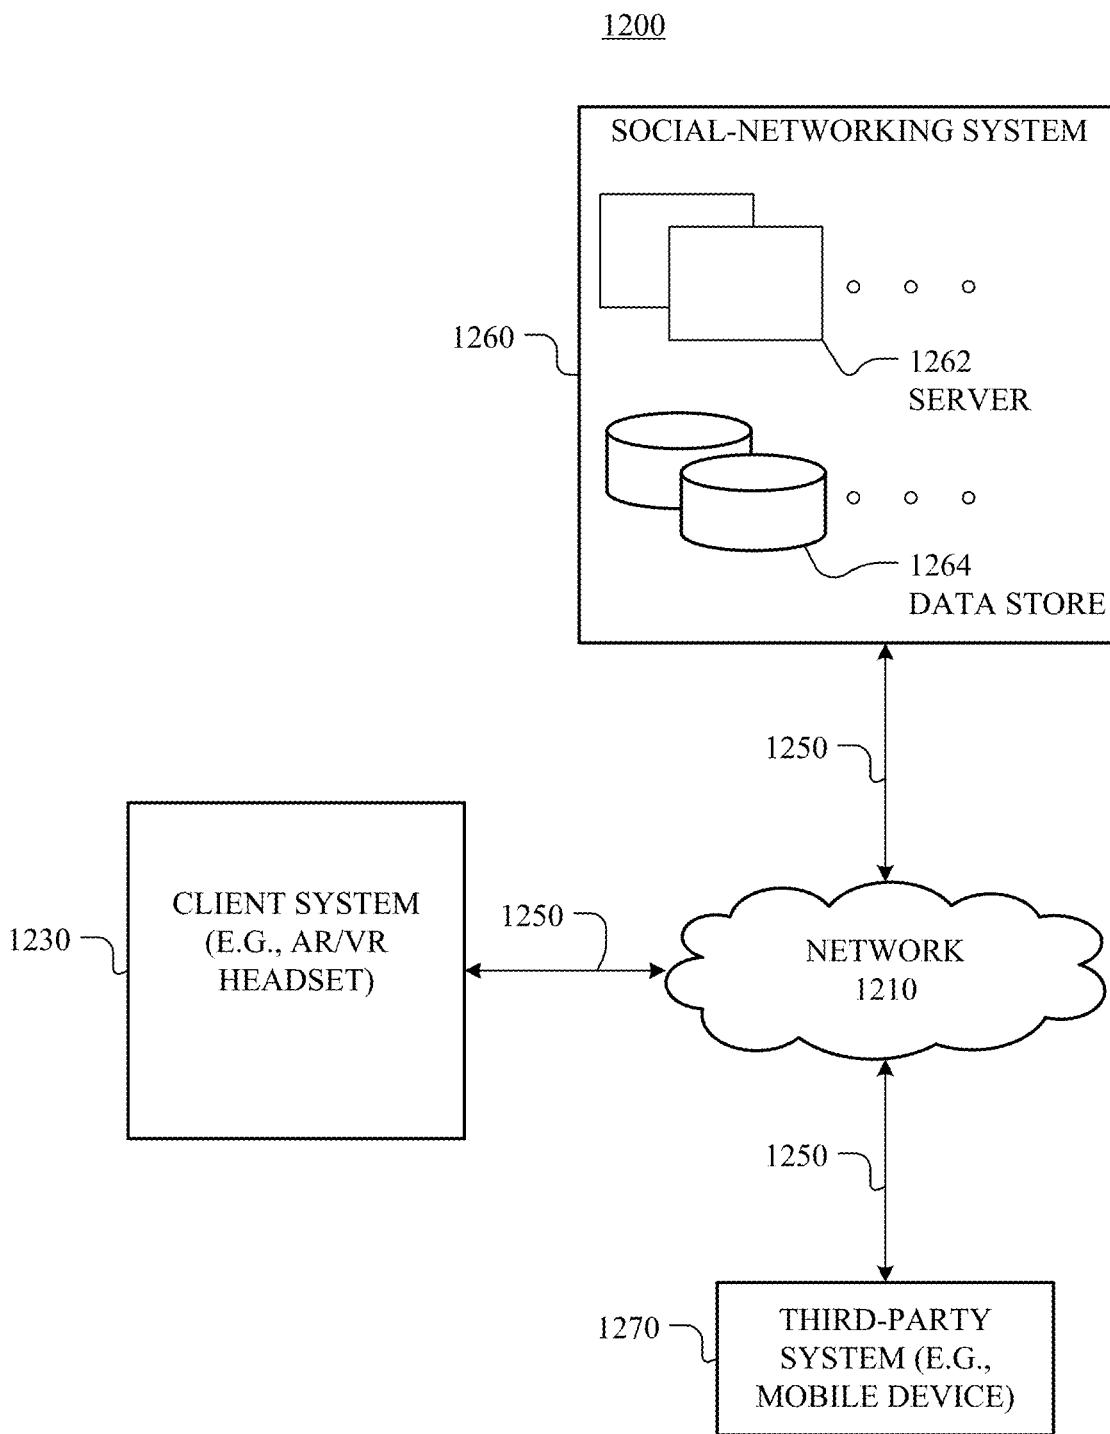 1200
SOCIAL-NETWORKING SYSTEM
1260
1262
SERVER
1264
DATA STORE
1250
CLIENT SYSTEM
(E.G., AR/VR
HEADSET)
1230
1250
NETWORK
1210
1250
1270
THIRD-PARTY
SYSTEM (E.G.,
MOBILE DEVICE)